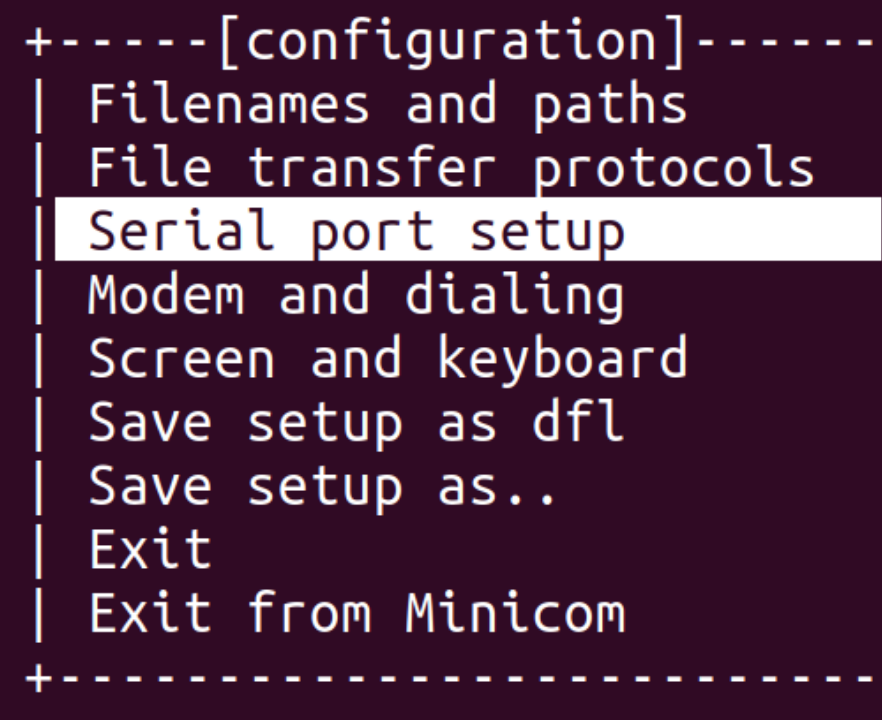 +-----[configuration]------
| Filenames and paths
| File transfer protocols
| Serial port setup
| Modem and dialing
| Screen and keyboard
| Save setup as dfl
| Save setup as..
| Exit
| Exit from Minicom
+--------------------------